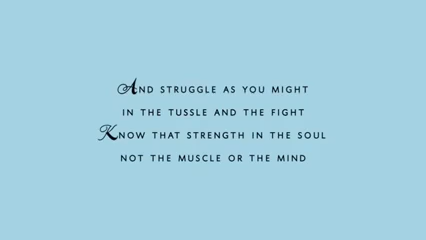 And struggle as you might
in the tussle and the fight
Know that strength in the soul
not the muscle or the mind